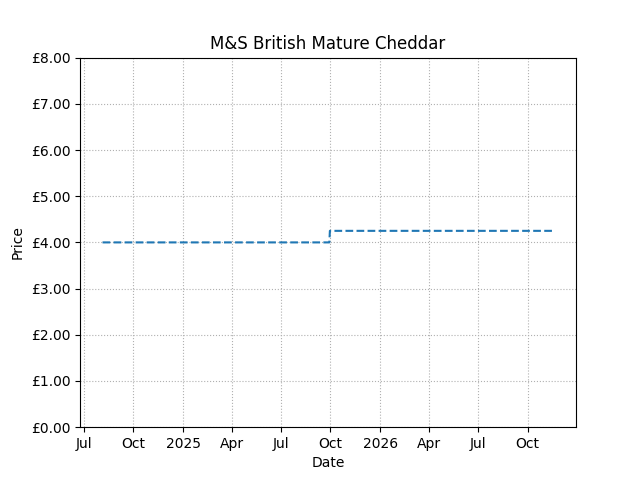 M&S British Mature Cheddar
£8.00
£7.00
£6.00
£5.00
£4.00
£3.00
£2.00
£1.00
£0.00
Price
Jul Oct 2025 Apr Jul Oct 2026 Apr Jul Oct
Date